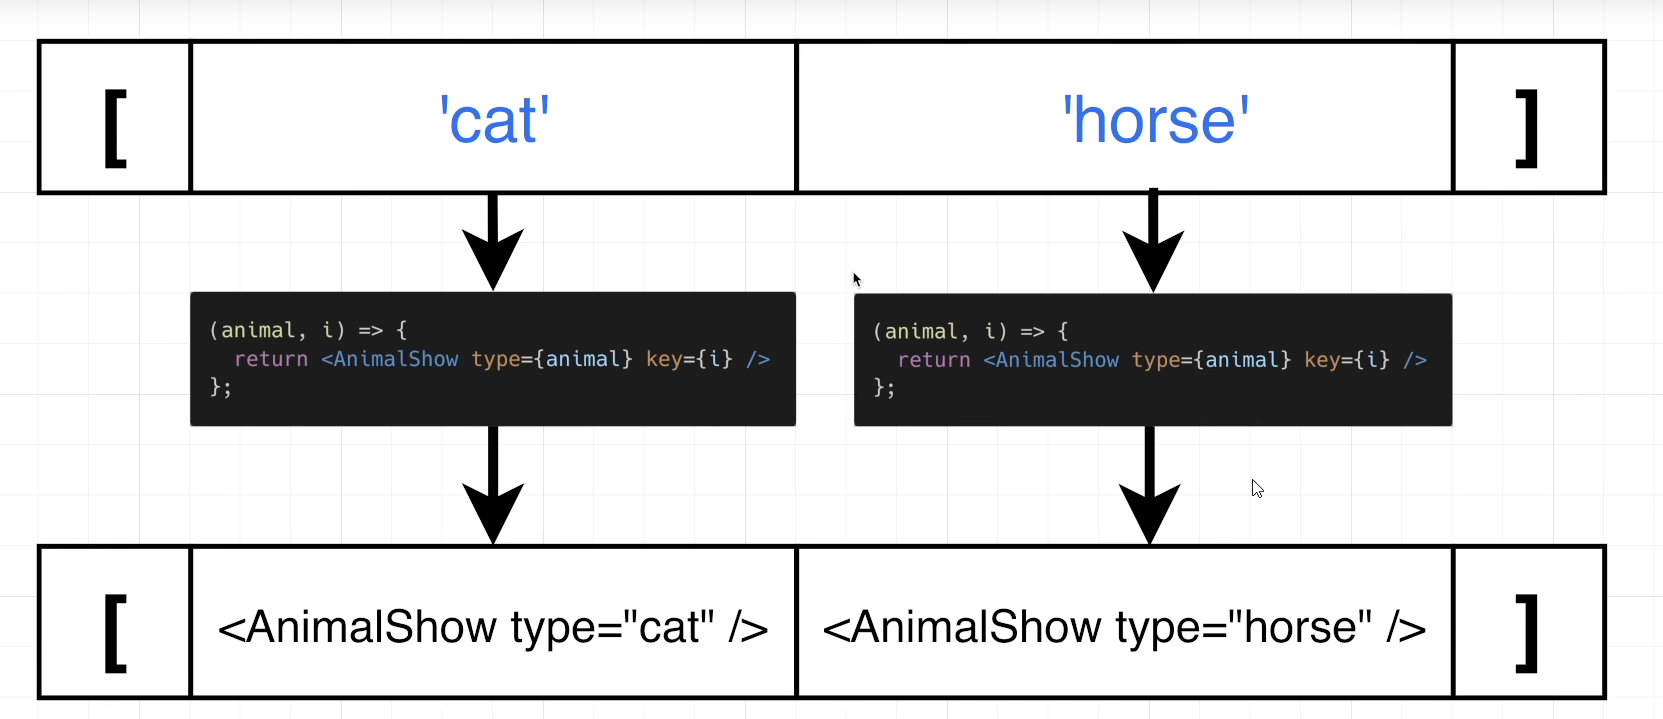 [ 'cat' 'horse' ]
(animal, i) => {
return <AnimalShow type={animal} key={i} />
};
(animal, i) => {
return <AnimalShow type={animal} key={i} />
};
[ <AnimalShow type="cat" /> <AnimalShow type="horse" /> ]